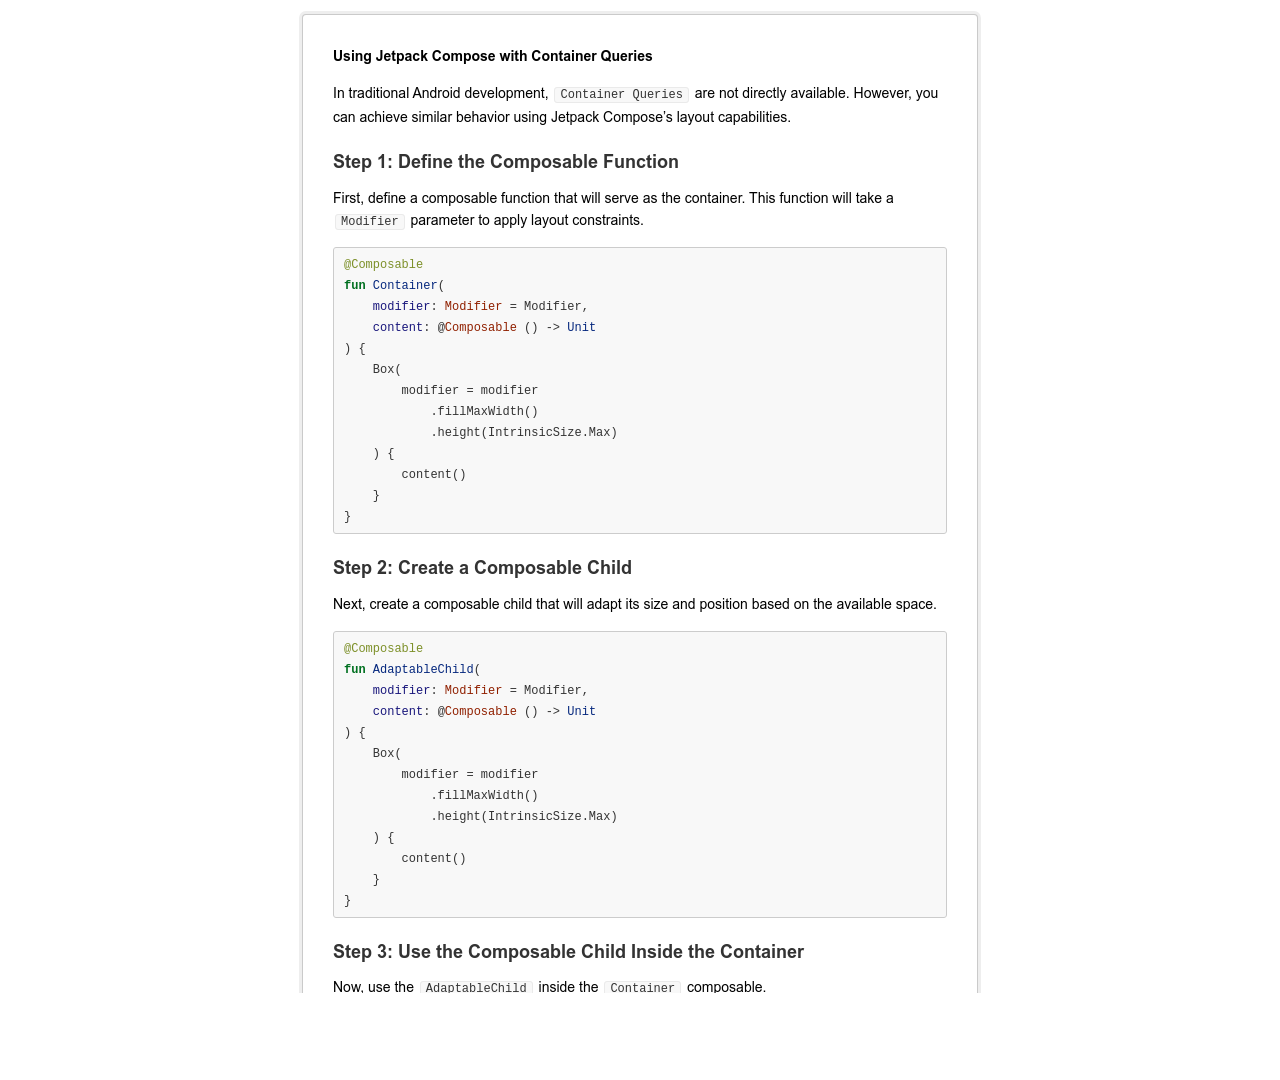 Using Jetpack Compose with Container Queries
In traditional Android development, Container Queries are not directly available. However, you
can achieve similar behavior using Jetpack Compose’s layout capabilities.
Step 1: Define the Composable Function
First, define a composable function that will serve as the container. This function will take a
Modifier parameter to apply layout constraints.
@Composable
fun Container(
    modifier: Modifier = Modifier,
    content: @Composable () -> Unit
) {
    Box(
        modifier = modifier
            .fillMaxWidth()
            .height(IntrinsicSize.Max)
    ) {
        content()
    }
}
Step 2: Create a Composable Child
Next, create a composable child that will adapt its size and position based on the available space.
@Composable
fun AdaptableChild(
    modifier: Modifier = Modifier,
    content: @Composable () -> Unit
) {
    Box(
        modifier = modifier
            .fillMaxWidth()
            .height(IntrinsicSize.Max)
    ) {
        content()
    }
}
Step 3: Use the Composable Child Inside the Container
Now, use the AdaptableChild inside the Container composable.